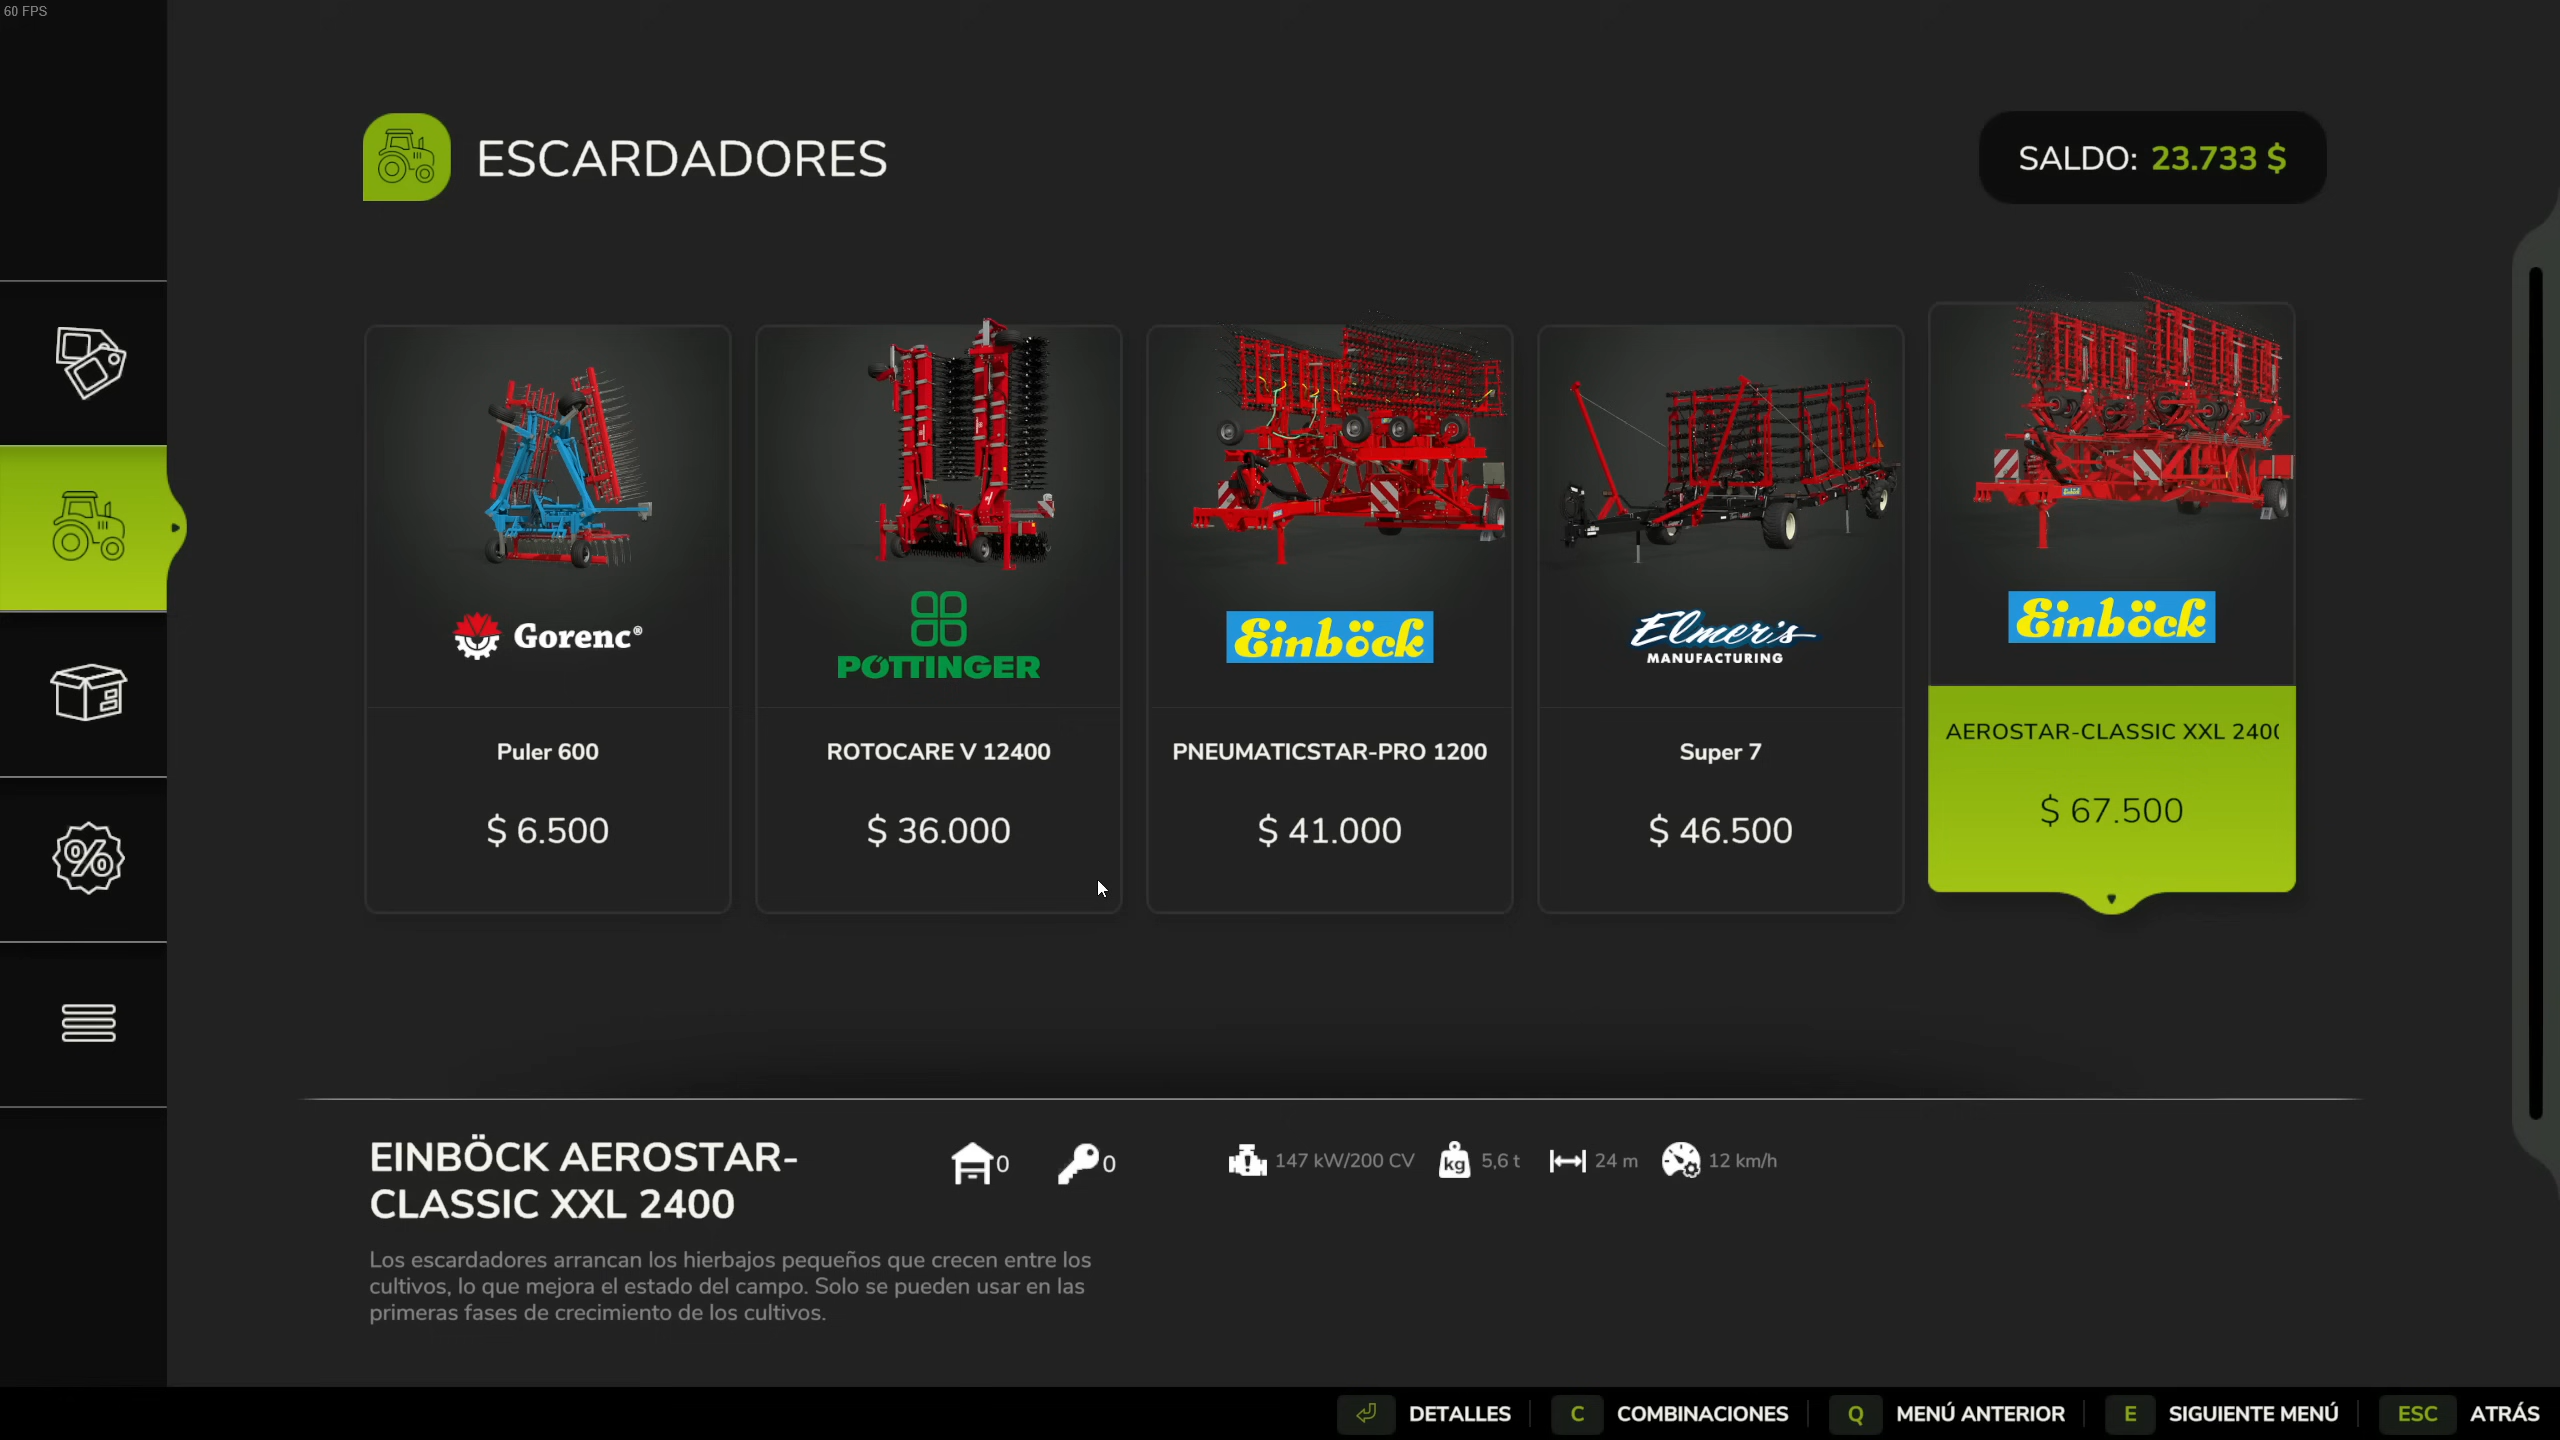 60 FPS
ESCARDADORES
SALDO: 23.733 $
Gorenc®
PÖTTINGER
Einböck
Elmer's
MANUFACTURING
Einböck
Puler 600
ROTOCARE V 12400
PNEUMATICSTAR-PRO 1200
Super 7
AEROSTAR-CLASSIC XXL 2400
$ 6.500
$ 36.000
$ 41.000
$ 46.500
$ 67.500
EINBÖCK AEROSTAR-
CLASSIC XXL 2400
0
0
147 kW/200 CV
kg
5,6 t
24 m
12 km/h
Los escardadores arrancan los hierbajos pequeños que crecen entre los
cultivos, lo que mejora el estado del campo. Solo se pueden usar en las
primeras fases de crecimiento de los cultivos.
DETALLES
C COMBINACIONES
Q MENÚ ANTERIOR
E SIGUIENTE MENÚ
ESC ATRÁS